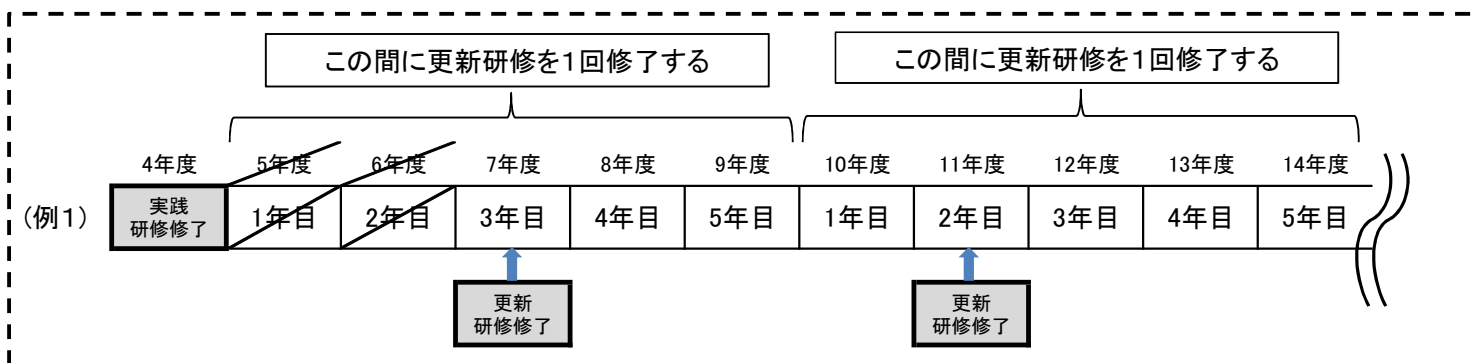 この間に更新研修を1回修了する
この間に更新研修を1回修了する
4年度 5年度 6年度 7年度 8年度 9年度 10年度 11年度 12年度 13年度 14年度
(例1)
実践
研修修了
1年目 2年目 3年目 4年目 5年目 1年目 2年目 3年目 4年目 5年目
更新
研修修了
更新
研修修了